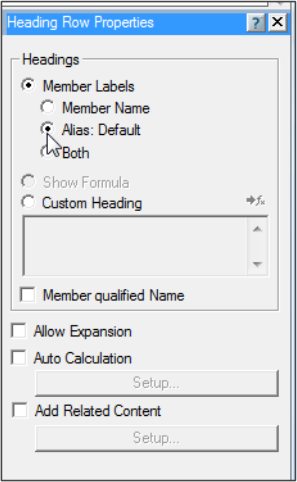 Heading Row Properties ? X
Headings
Member Labels
Member Name
Alias: Default
Both
Show Formula
Custom Heading fx
Member qualified Name
Allow Expansion
Auto Calculation
Setup...
Add Related Content
Setup...